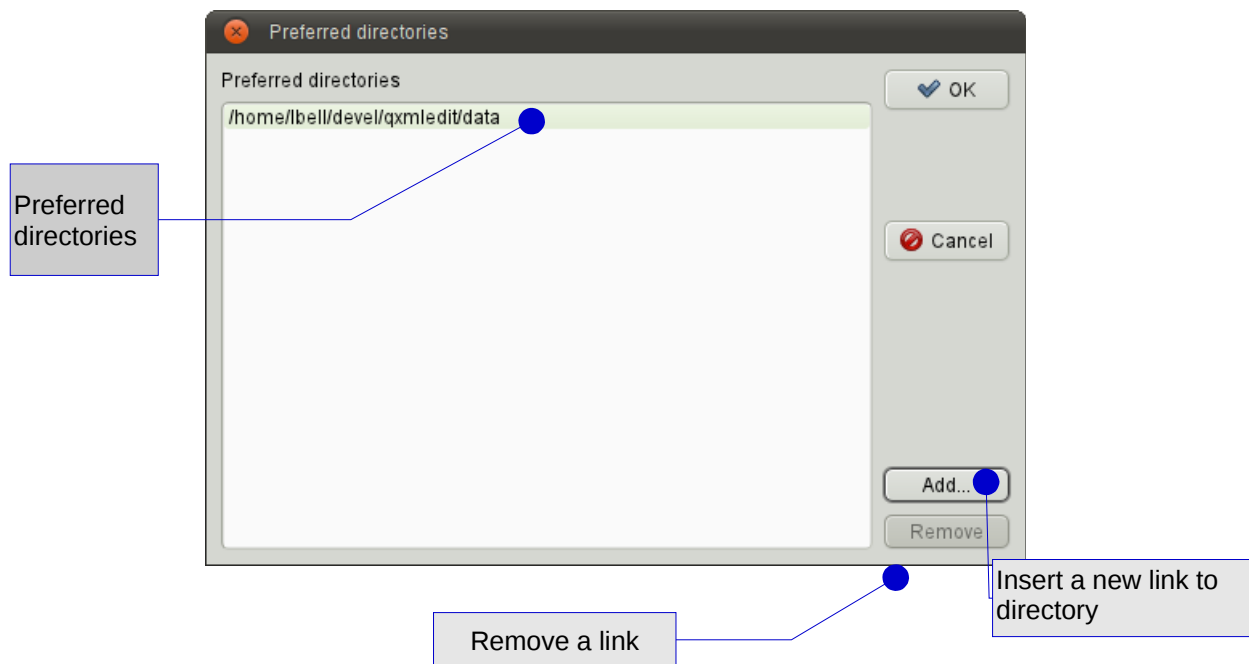 Preferred directories
Preferred directories
OK
/home/lbell/devel/qxmledit/data
Preferred
directories
Cancel
Add...
Remove
Insert a new link to
directory
Remove a link